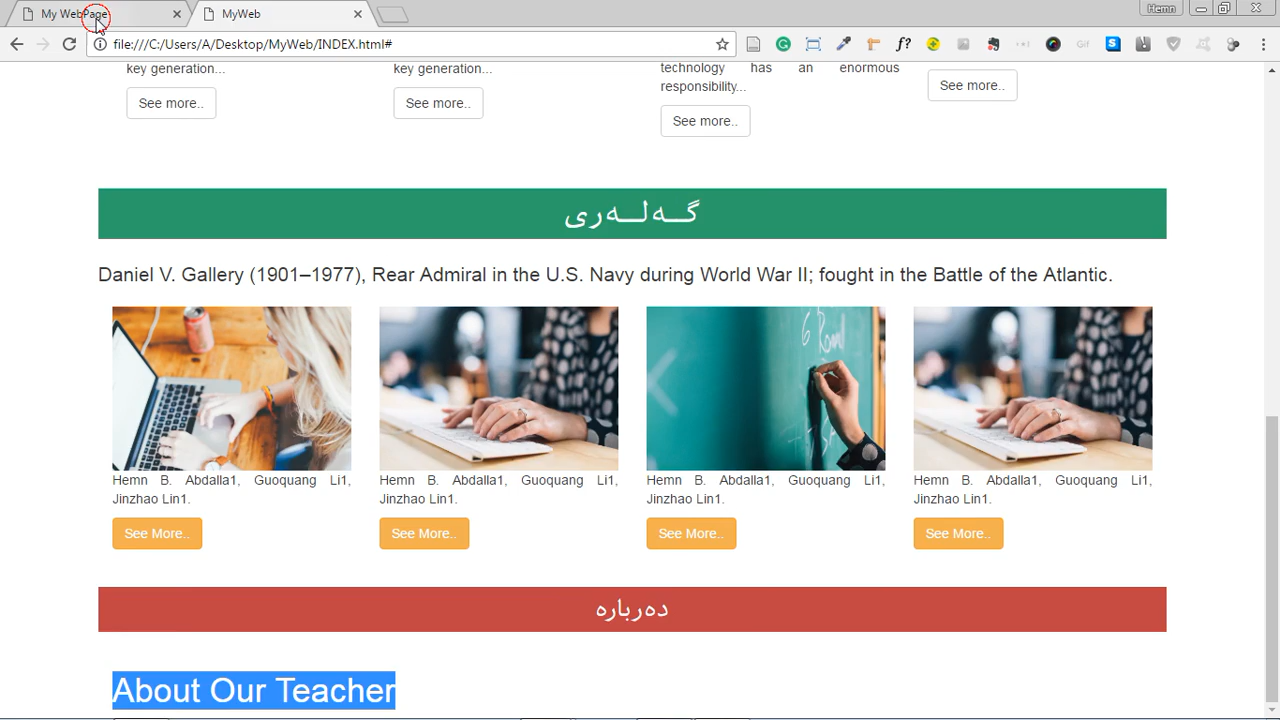 My WebPage
MyWeb
Hemn
file:///C:/Users/A/Desktop/MyWeb/INDEX.html#
key generation...
See more..
key generation...
See more..
technology has an enormous
responsibility...
See more..
See more..
گـــەلـــەری
Daniel V. Gallery (1901–1977), Rear Admiral in the U.S. Navy during World War II; fought in the Battle of the Atlantic.
Hemn B. Abdalla1, Guoquang Li1,
Jinzhao Lin1.
See More..
Hemn B. Abdalla1, Guoquang Li1,
Jinzhao Lin1.
See More..
Hemn B. Abdalla1, Guoquang Li1,
Jinzhao Lin1.
See More..
Hemn B. Abdalla1, Guoquang Li1,
Jinzhao Lin1.
See More..
دەربارە
About Our Teacher